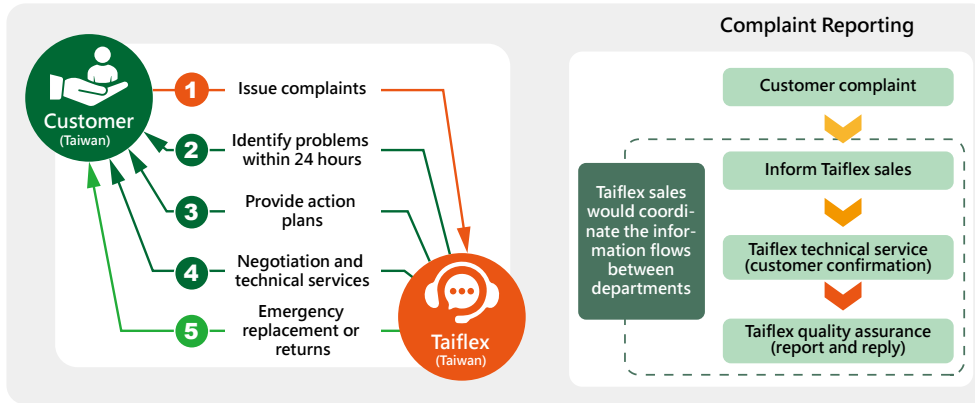 Complaint Reporting
Customer
(Taiwan)
1
Issue complaints
2
Identify problems
within 24 hours
3
Provide action
plans
4
Negotiation and
technical services
5
Emergency
replacement or
returns
Taiflex
(Taiwan)
Customer complaint
Inform Taiflex sales
Taiflex technical service
(customer confirmation)
Taiflex quality assurance
(report and reply)
Taiflex sales
would coordi-
nate the infor-
mation flows
between
departments